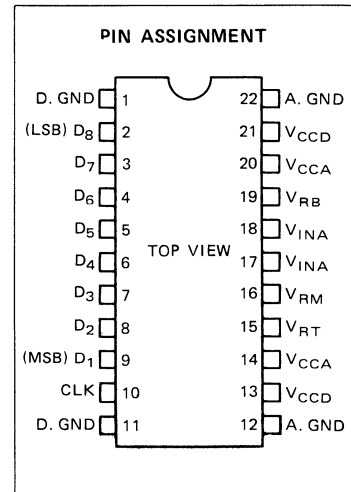 PIN ASSIGNMENT
D. GND 1 22 A. GND
(LSB) D8 2 21 VCCD
D7 3 20 VCCA
D6 4 19 VRB
D5 5 18 VINA
TOP VIEW
D4 6 17 VINA
D3 7 16 VRM
D2 8 15 VRT
(MSB) D1 9 14 VCCA
CLK 10 13 VCCD
D. GND 11 12 A. GND